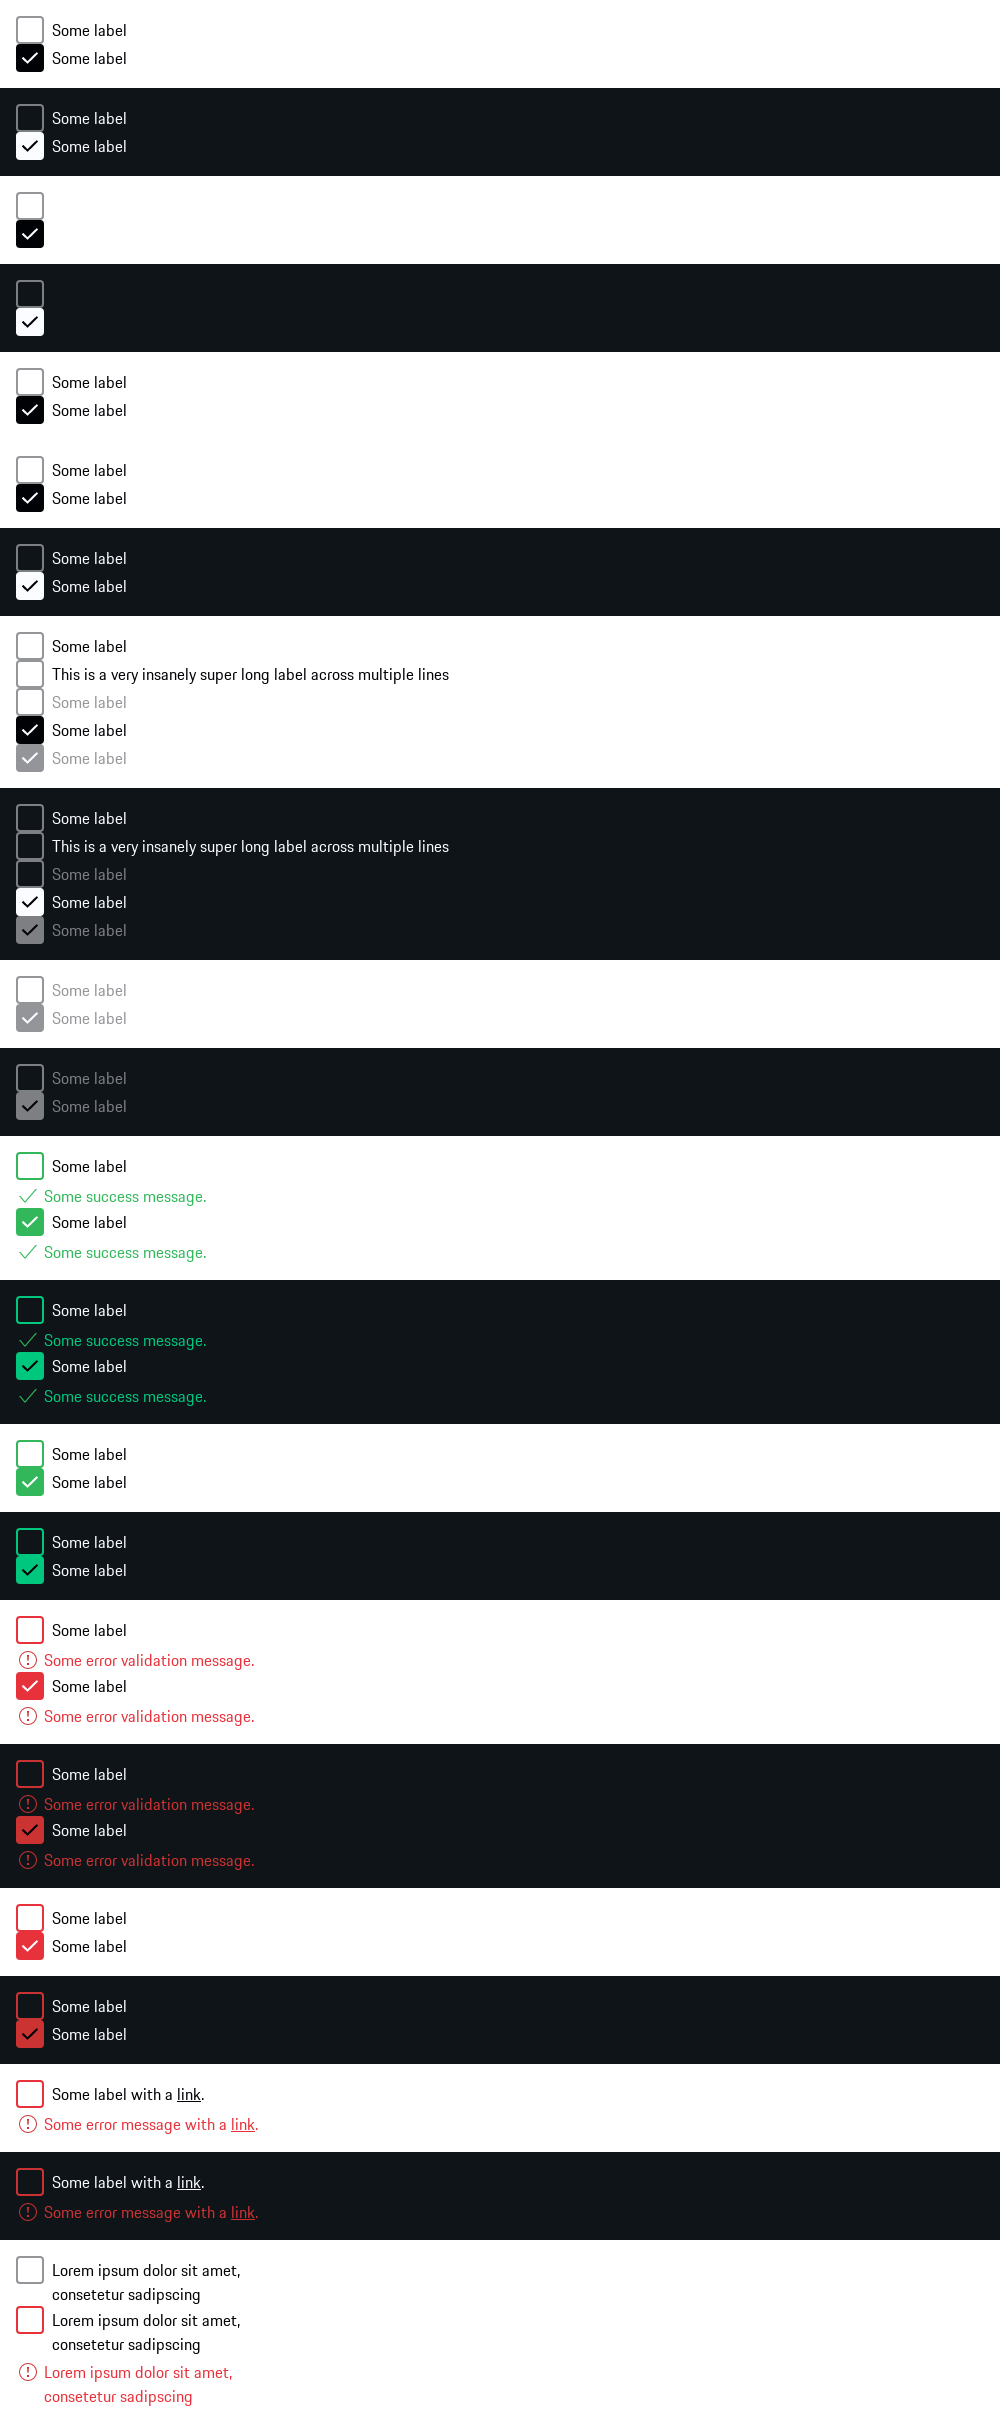 Some label
Some label
Some label
Some label
Some label
Some label
Some label
Some label
Some label
Some label
Some label
This is a very insanely super long label across multiple lines
Some label
Some label
Some label
Some label
This is a very insanely super long label across multiple lines
Some label
Some label
Some label
Some label
Some label
Some label
Some label
Some label
Some success message.
Some label
Some success message.
Some label
Some success message.
Some label
Some success message.
Some label
Some label
Some label
Some label
Some label
Some error validation message.
Some label
Some error validation message.
Some label
Some error validation message.
Some label
Some error validation message.
Some label
Some label
Some label
Some label
Some label with a link.
Some error message with a link.
Some label with a link.
Some error message with a link.
Lorem ipsum dolor sit amet,
consetetur sadipscing
Lorem ipsum dolor sit amet,
consetetur sadipscing
Lorem ipsum dolor sit amet,
consetetur sadipscing